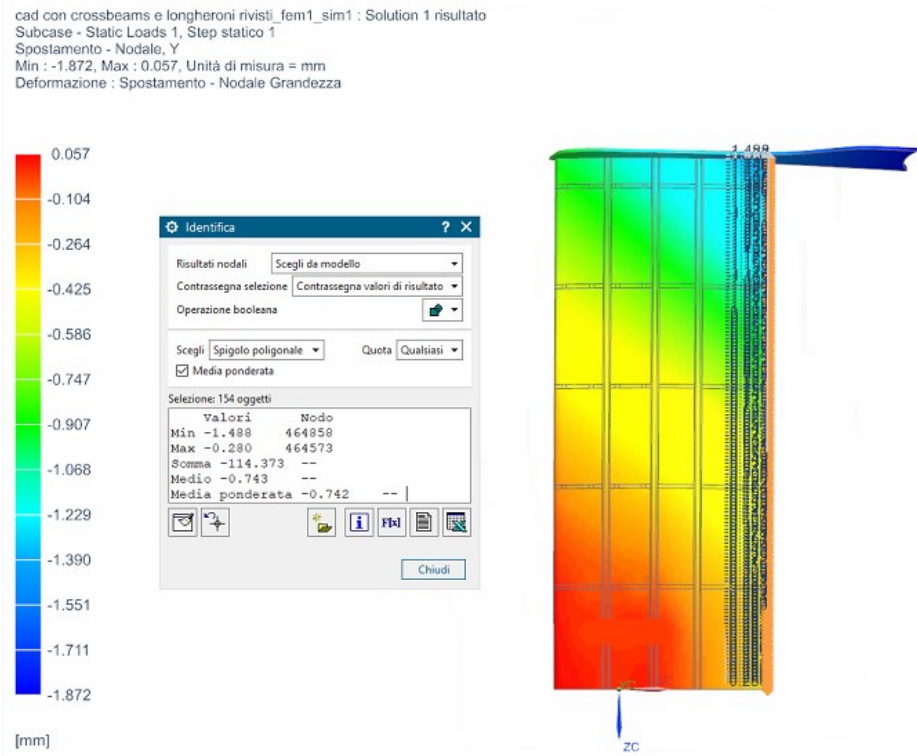 cad con crossbeams e longheroni rivisti_fem1_sim1 : Solution 1 risultato
Subcase - Static Loads 1, Step statico 1
Spostamento - Nodale, Y
Min : -1.872, Max : 0.057, Unità di misura = mm
Deformazione : Spostamento - Nodale Grandezza
0.057
-0.104
-0.264
-0.425
-0.586
-0.747
-0.907
-1.068
-1.229
-1.390
-1.551
-1.711
-1.872
[mm]
Identifica
Risultati nodali Scegli da modello
Contrassegna selezione Contrassegna valori di risultato
Operazione booleana
Scegli Spigolo poligonale Quota Qualsiasi
Media ponderata
Selezione: 154 oggetti
Valori Nodo
Min -1.488 464858
Max -0.280 464573
Somma -114.373 --
Medio -0.743 --
Media ponderata -0.742 --
F[x]
Chiudi
ZC